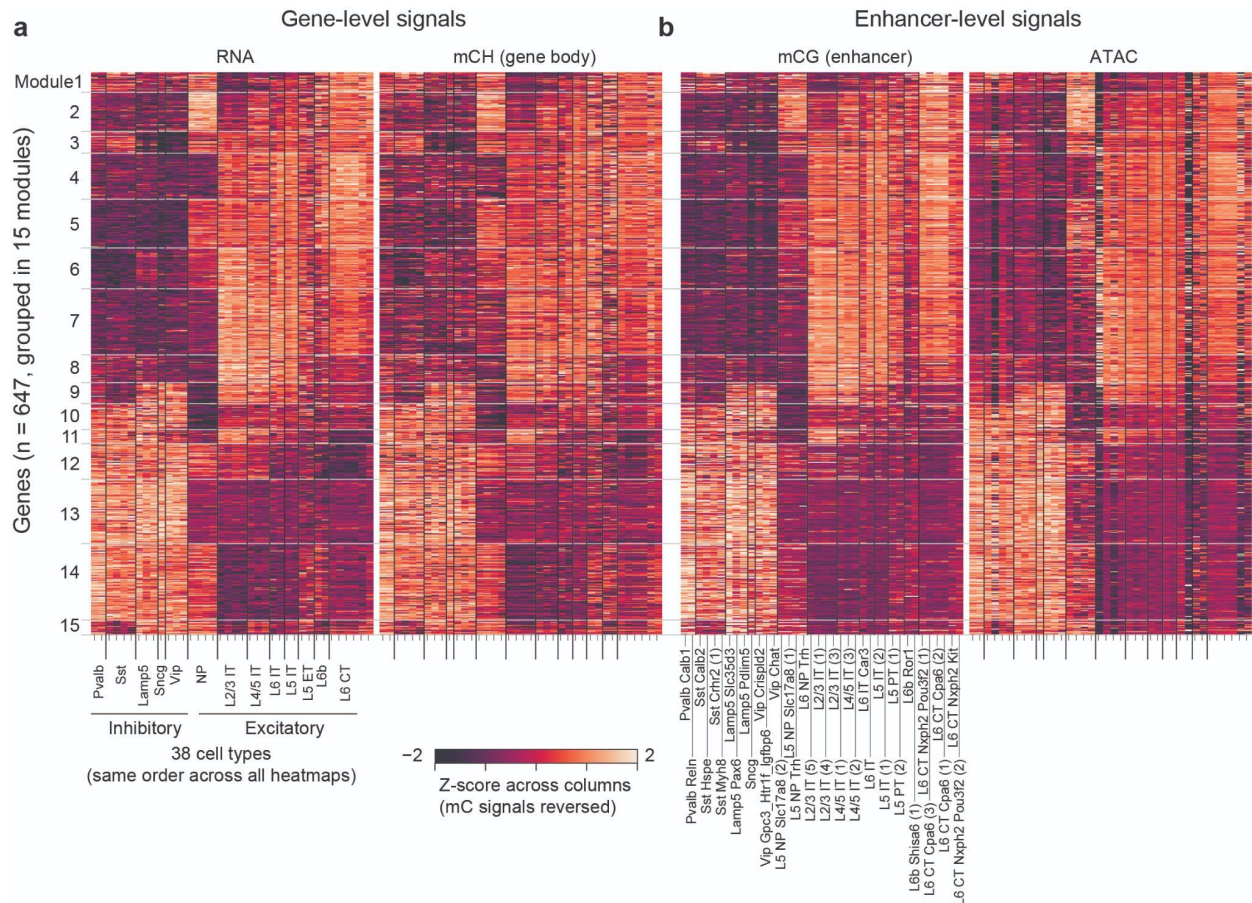 a
Gene-level signals
b
Enhancer-level signals
RNA
mCH (gene body)
mCG (enhancer)
ATAC
Genes (n = 647, grouped in 15 modules)
Module1
2
3
4
5
6
7
8
9
10
11
12
13
14
15
Pvalb
Sst
Lamp5
Sncg
Vip
NP
L2/3 IT
L4/5 IT
L6 IT
L5 IT
L5 ET
L6b
L6 CT
Inhibitory
Excitatory
38 cell types
(same order across all heatmaps)
−2
2
Z-score across columns
(mC signals reversed)
Pvalb Reln
Pvalb Calb1
Sst Hspe
Sst Calb2
Sst Myh8
Sst Crhr2 (1)
Lamp5 Pax6
Lamp5 Slc35d3
Lamp5 Pdlim5
Sncg
Vip Crispld2
Vip Gpc3_Htr1f_Igfbp6
Vip Chat
L5 NP Slc17a8 (2)
L5 NP Slc17a8 (1)
L5 NP Trh
L6 NP Trh
L2/3 IT (5)
L2/3 IT (1)
L2/3 IT (4)
L2/3 IT (3)
L4/5 IT (1)
L4/5 IT (3)
L4/5 IT (2)
L6 IT Car3
L6 IT
L5 IT (2)
L5 IT (1)
L5 PT (1)
L5 PT (2)
L6b Ror1
L6b Shisa6 (1)
L6 CT Nxph2 Pou3f2 (1)
L6 CT Cpa6 (3)
L6 CT Cpa6 (2)
L6 CT Cpa6 (1)
L6 CT Nxph2 Kit
L6 CT Nxph2 Pou3f2 (2)